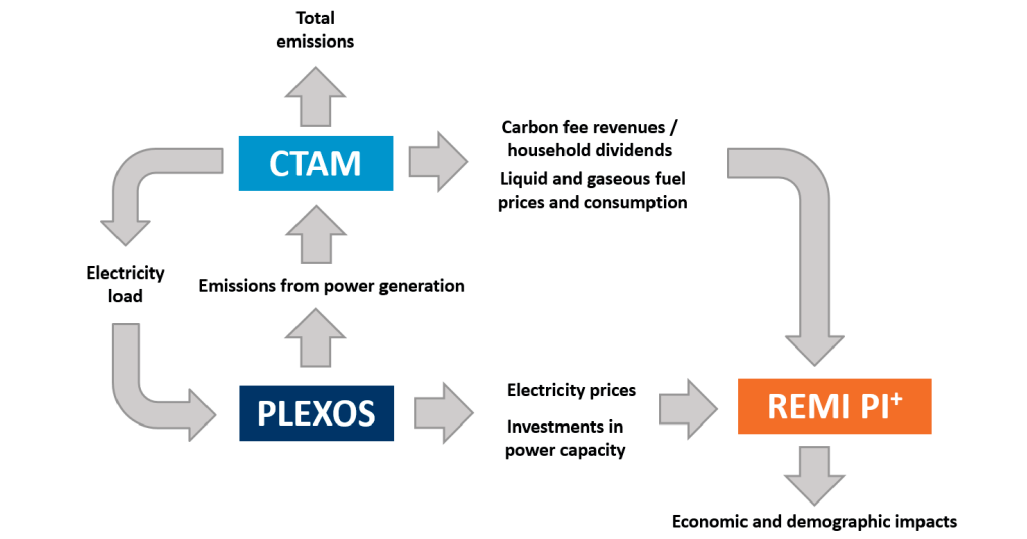 Total
emissions
CTAM
Carbon fee revenues /
household dividends
Liquid and gaseous fuel
prices and consumption
Electricity
load
Emissions from power generation
PLEXOS
Electricity prices
Investments in
power capacity
REMI PI⁺
Economic and demographic impacts